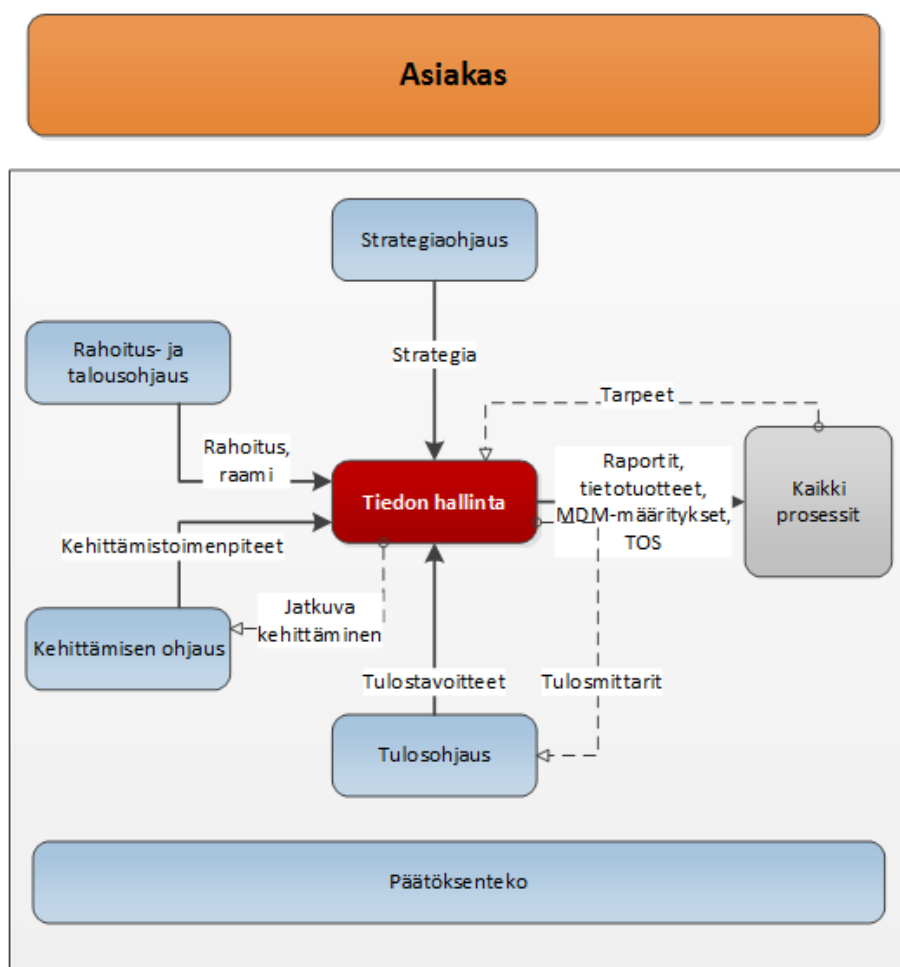 Asiakas
Strategiaohjaus
Rahoitus- ja
talousohjaus
Strategia
Tarpeet
Rahoitus,
raami
Tiedon hallinta
Raportit,
tietotuotteet,
MDM-määritykset,
TOS
Kaikki
prosessit
Kehittämistoimenpiteet
Jatkuva
kehittäminen
Kehittämisen ohjaus
Tulostavoitteet
Tulosmittarit
Tulosohjaus
Päätöksenteko